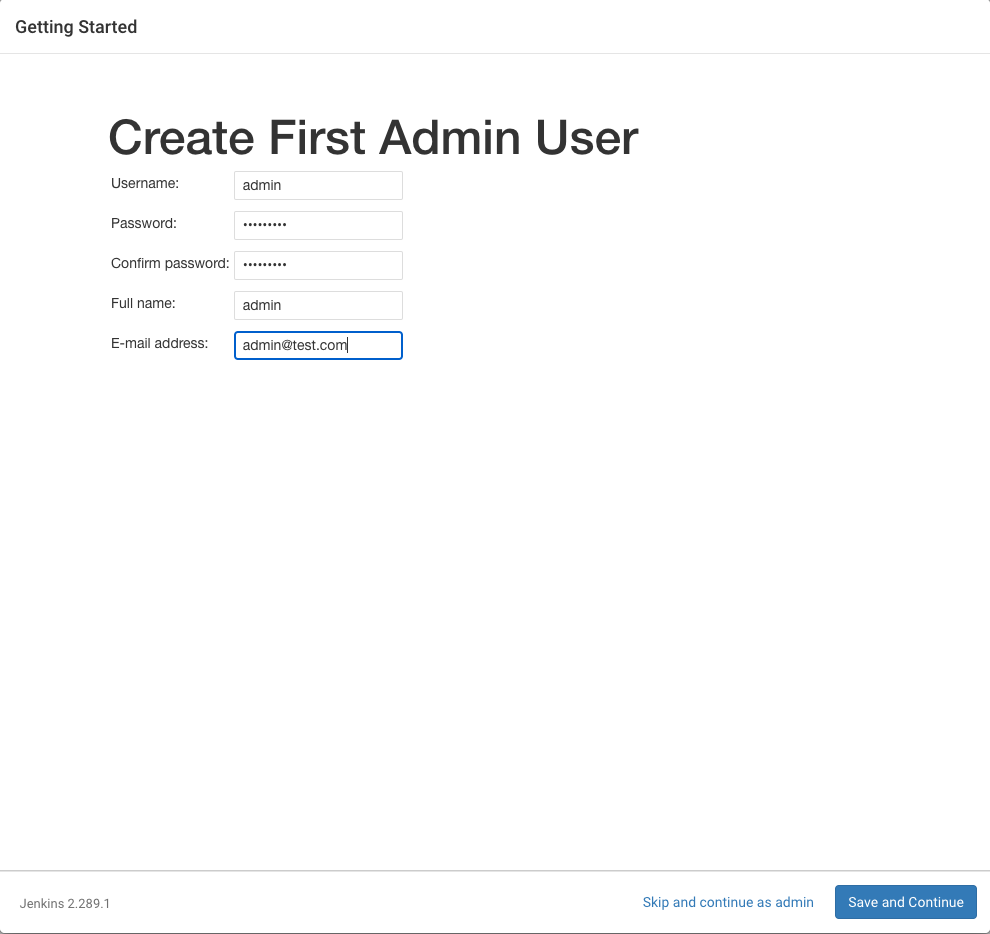 Getting Started
Create First Admin User
Username: admin
Password: •••••••••
Confirm password: •••••••••
Full name: admin
E-mail address: admin@test.com
Jenkins 2.289.1 Skip and continue as admin Save and Continue